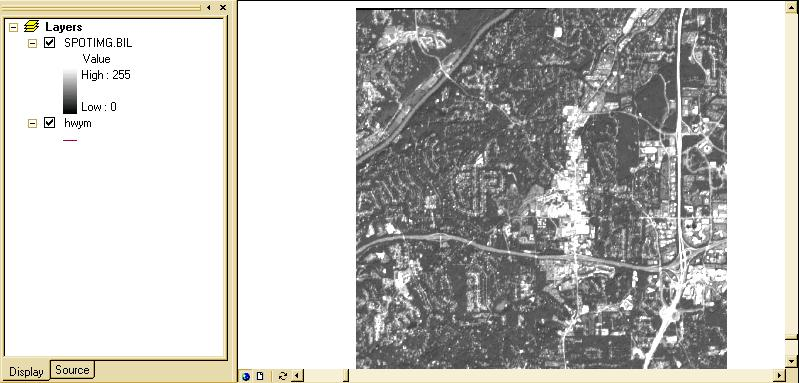 Layers
SPOTIMG.BIL
Value
High : 255
Low : 0
hwym
Display Source